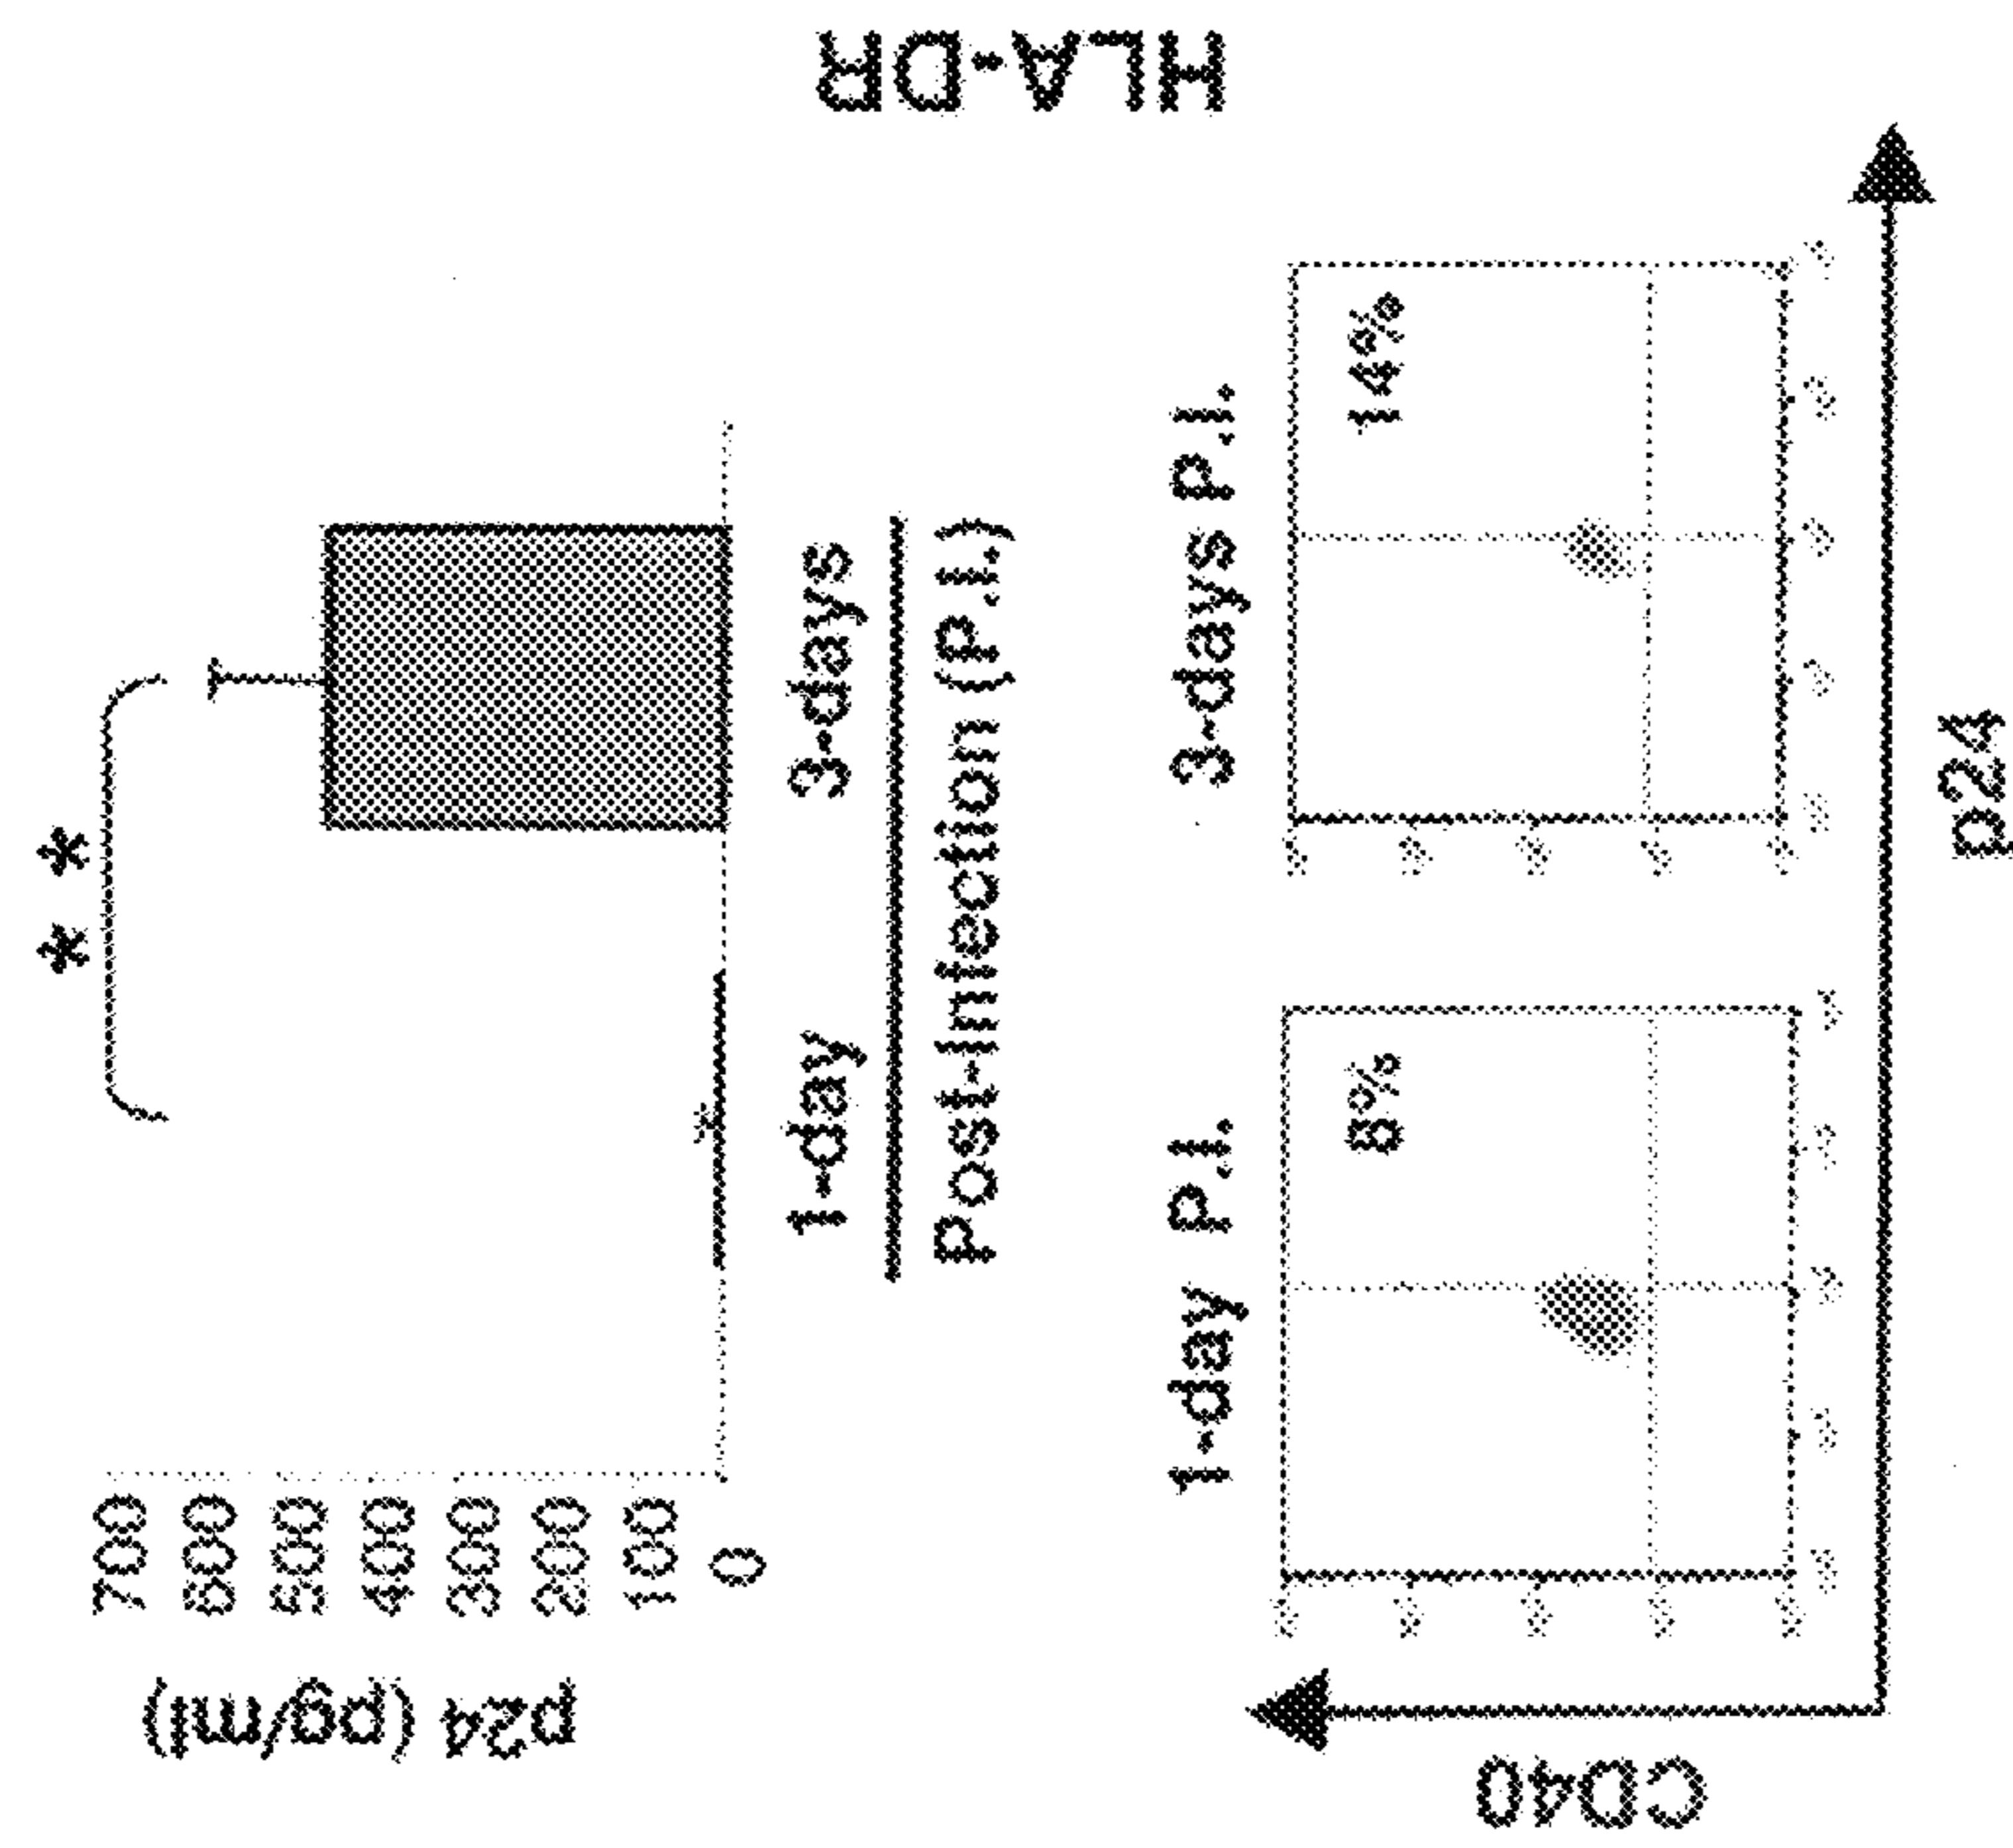 p24 (pg/ml)
700
600
500
400
300
200
100
0
* *
*
1-day
3-days
Post-Infection (P.I.)
HLA-DR
1-day P.I.
3-days P.I.
8%
14%
CD40
p24